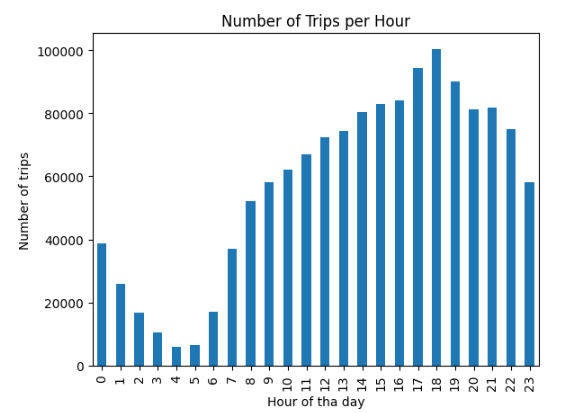 Number of Trips per Hour
100000
80000
60000
40000
20000
0
Number of trips
0 1 2 3 4 5 6 7 8 9 10 11 12 13 14 15 16 17 18 19 20 21 22 23
Hour of tha day